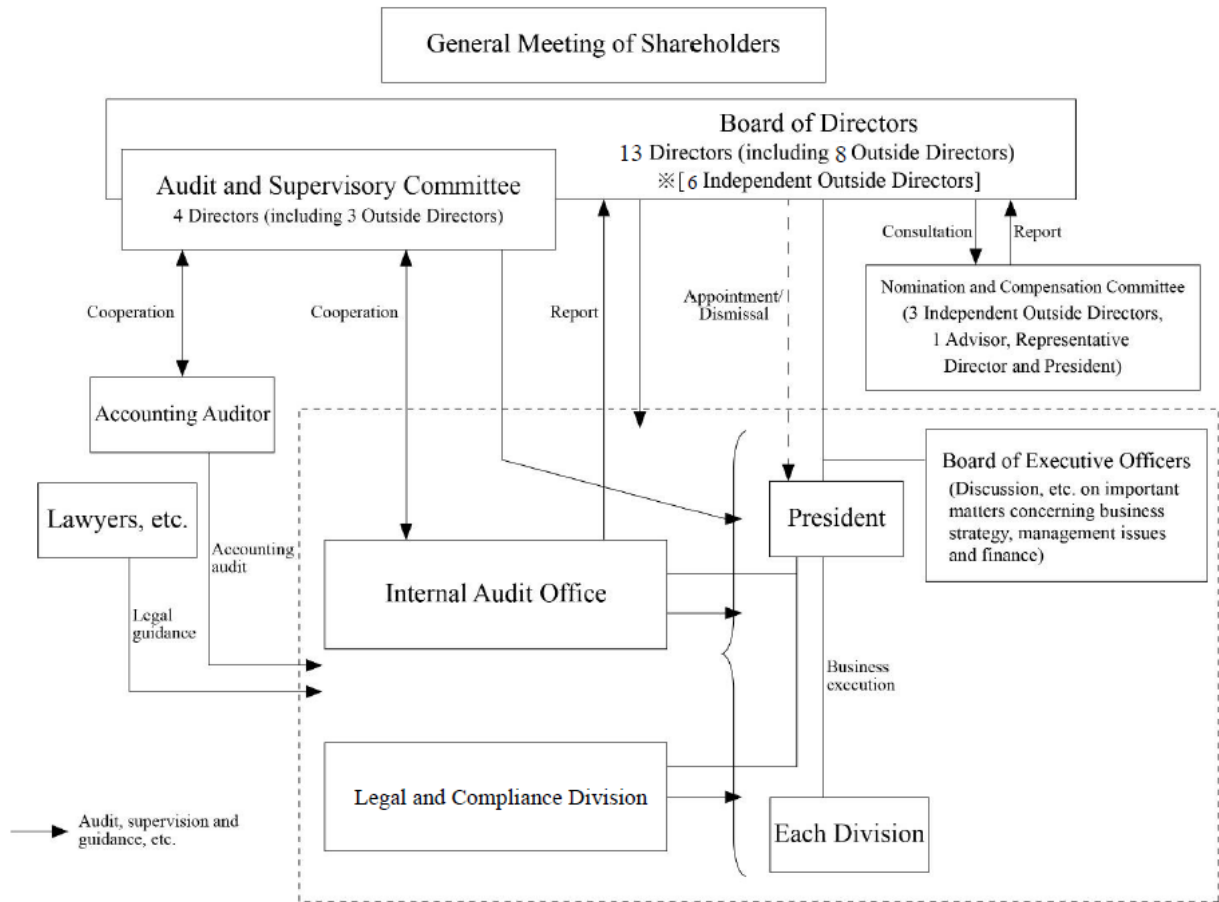 General Meeting of Shareholders
Board of Directors
13 Directors (including 8 Outside Directors)
※[6 Independent Outside Directors]
Audit and Supervisory Committee
4 Directors (including 3 Outside Directors)
Consultation
Report
Cooperation
Cooperation
Report
Appointment/
Dismissal
Nomination and Compensation Committee
(3 Independent Outside Directors,
1 Advisor, Representative
Director and President)
Accounting Auditor
Board of Executive Officers
(Discussion, etc. on important
matters concerning business
strategy, management issues
and finance)
Lawyers, etc.
President
Accounting
audit
Internal Audit Office
Legal
guidance
Business
execution
Legal and Compliance Division
Each Division
Audit, supervision and
guidance, etc.